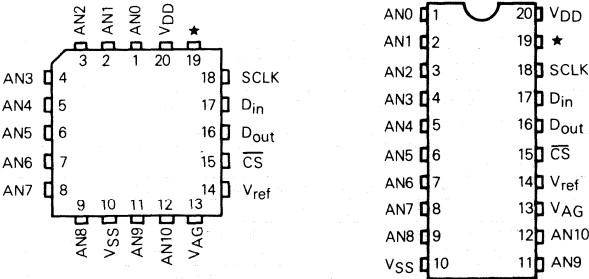 AN2 AN1 AN0 VDD ★
3 2 1 20 19
AN3 4 18 SCLK
AN4 5 17 Din
AN5 6 16 Dout
AN6 7 15 C̅S̅
AN7 8 14 Vref
9 10 11 12 13
AN8 VSS AN9 AN10 VAG
AN0 1 20 VDD
AN1 2 19 ★
AN2 3 18 SCLK
AN3 4 17 Din
AN4 5 16 Dout
AN5 6 15 C̅S̅
AN6 7 14 Vref
AN7 8 13 VAG
AN8 9 12 AN10
VSS 10 11 AN9